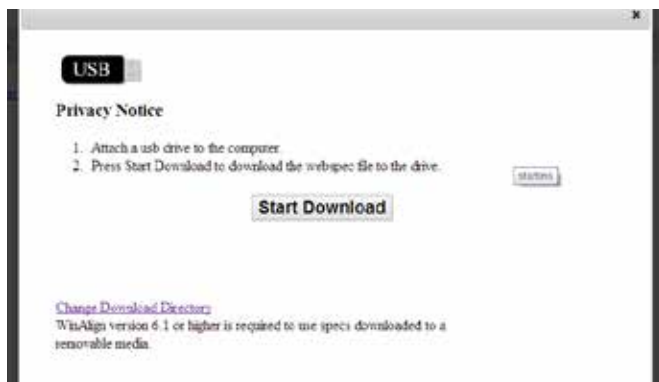 x
USB
Privacy Notice
1. Attach a usb drive to the computer.
2. Press Start Download to download the webspec file to the drive.
Start Download
Change Download Directory
WinAlign version 6.1 or higher is required to use specs downloaded to a
removable media.